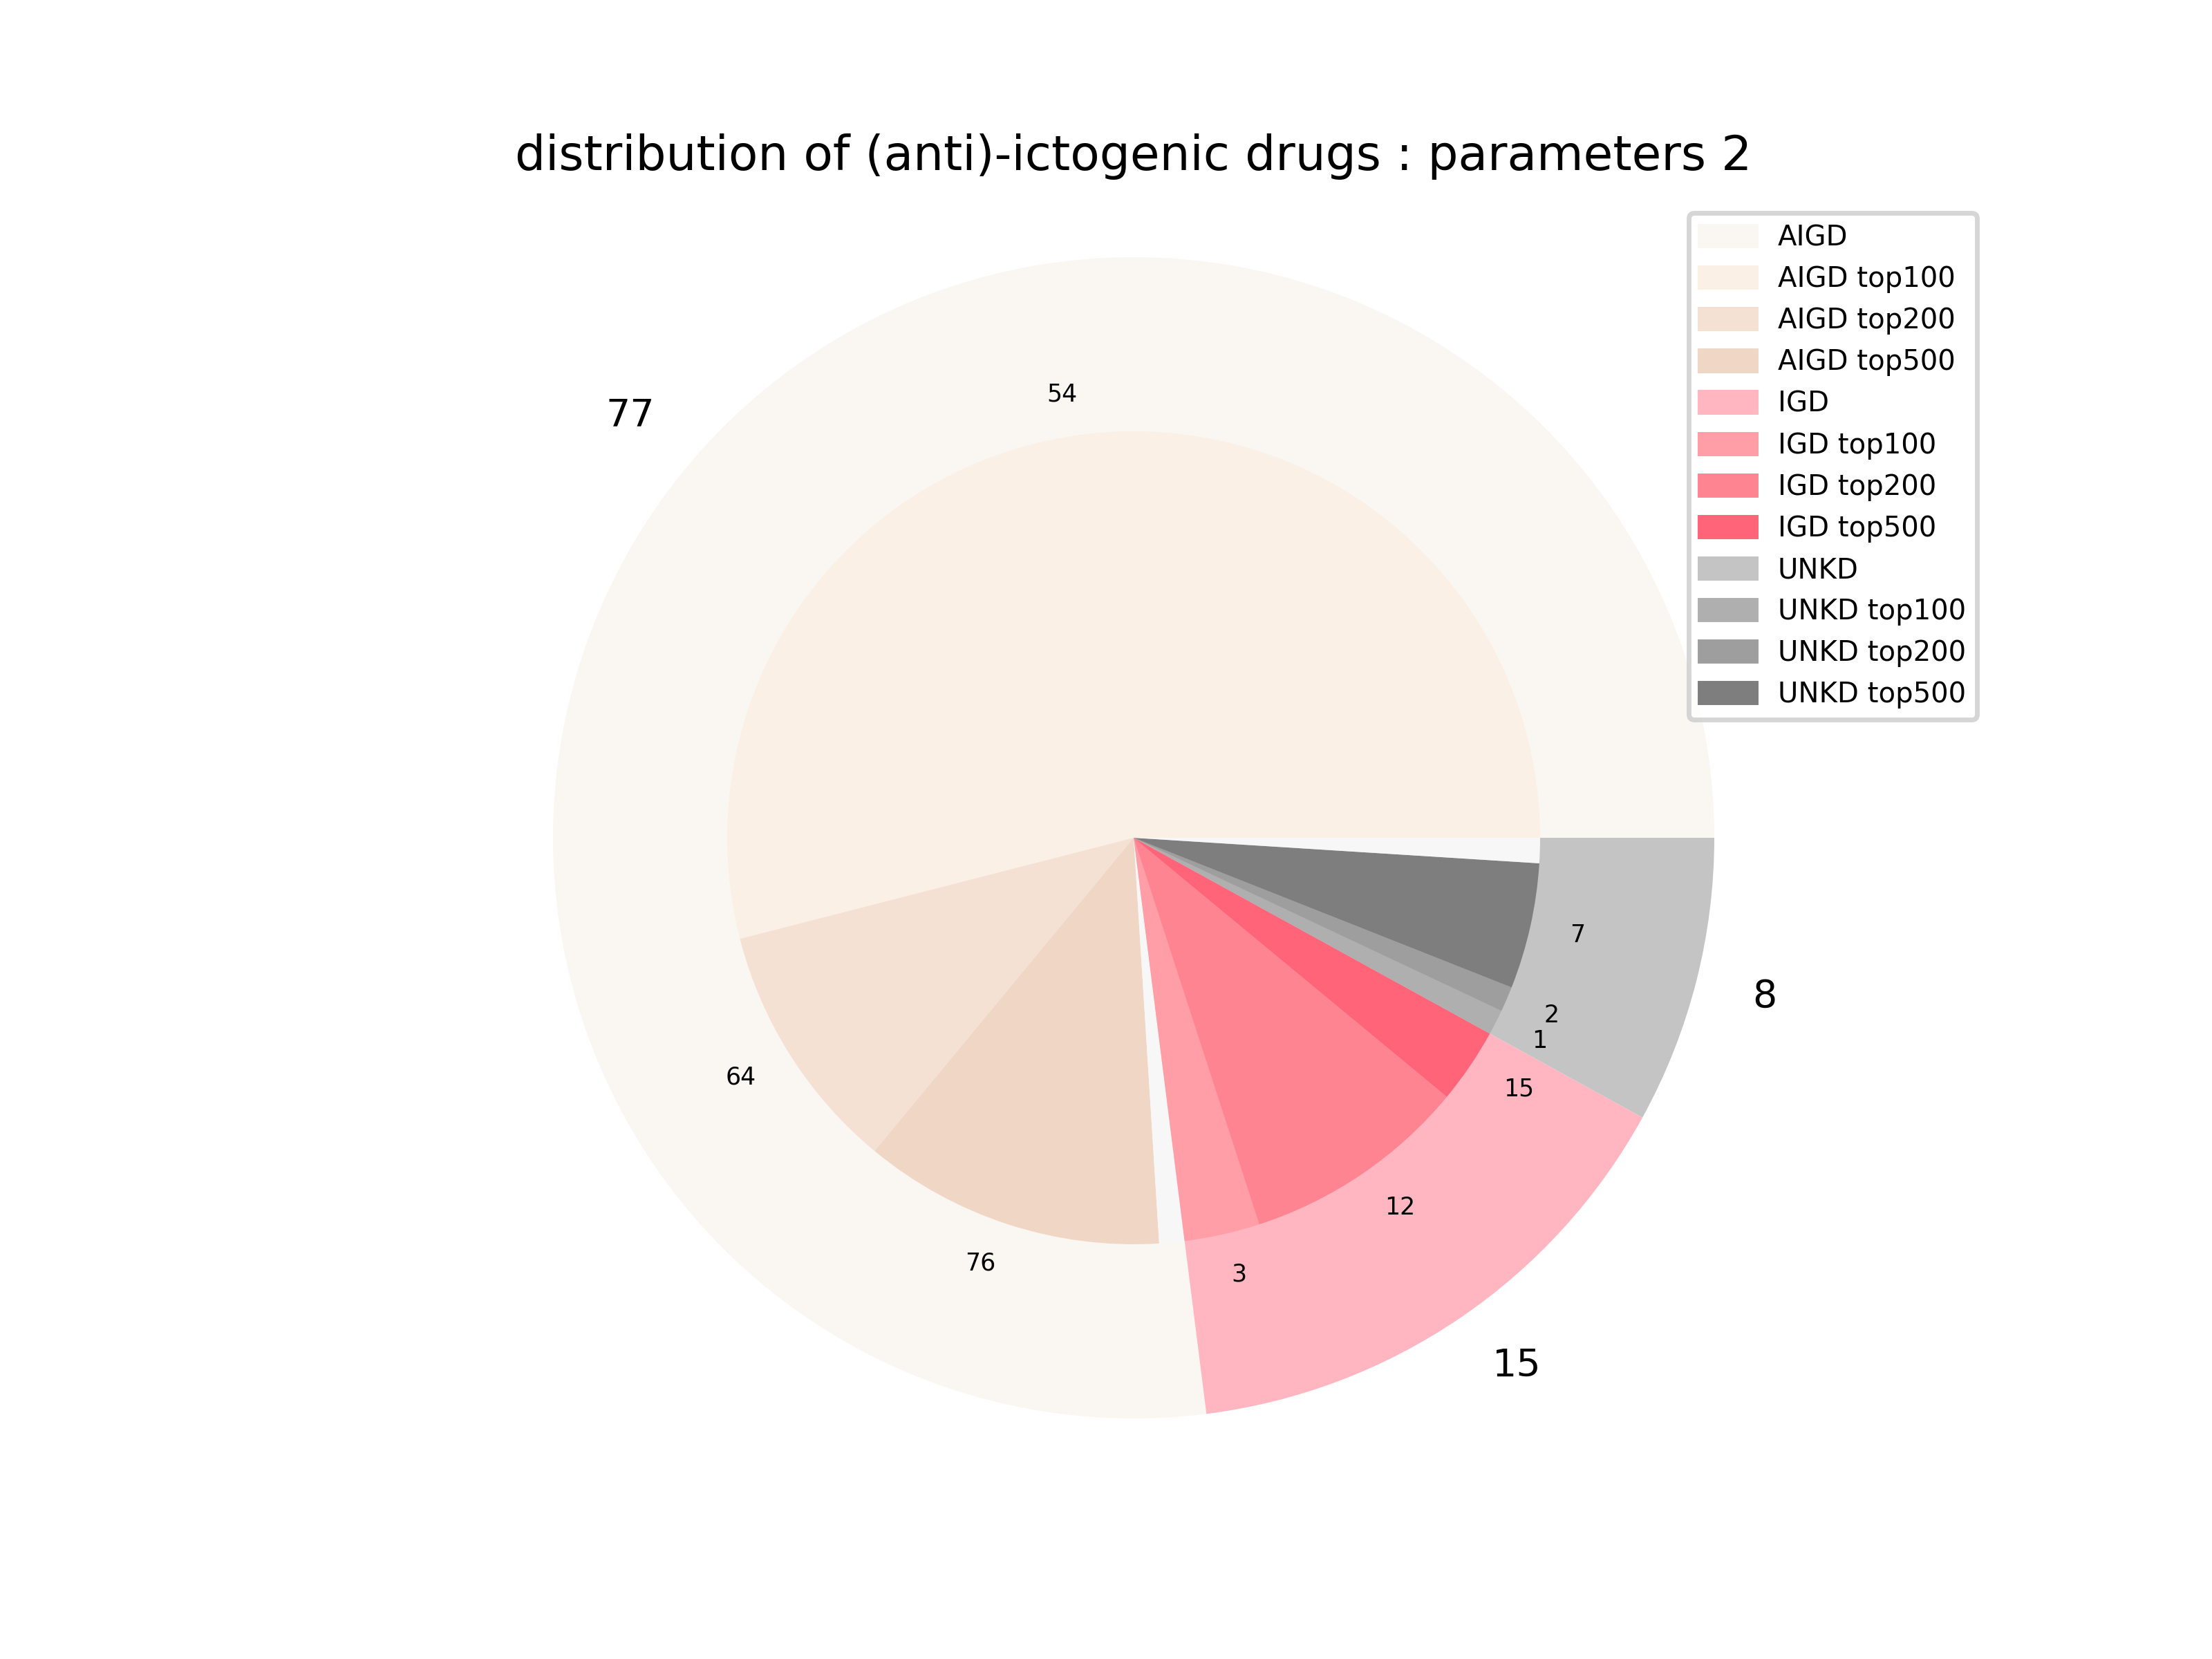 distribution of (anti)-ictogenic drugs : parameters 2
AIGD
AIGD top100
AIGD top200
AIGD top500
IGD
IGD top100
IGD top200
IGD top500
UNKD
UNKD top100
UNKD top200
UNKD top500
77
54
64
76
3
12
15
1
2
7
8
15